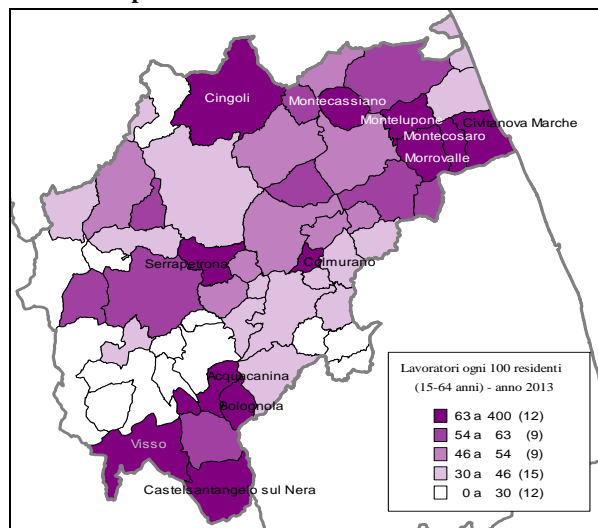 Cingoli
Montecassiano
Montelupone
Civitanova Marche
Montecosaro
Morrovalle
Serrapetrona
Colmurano
Acquacanina
Bolognola
Visso
Castelsantangelo sul Nera
Lavoratori ogni 100 residenti
(15-64 anni) - anno 2013
63 a 400 (12)
54 a 63 (9)
46 a 54 (9)
30 a 46 (15)
0 a 30 (12)